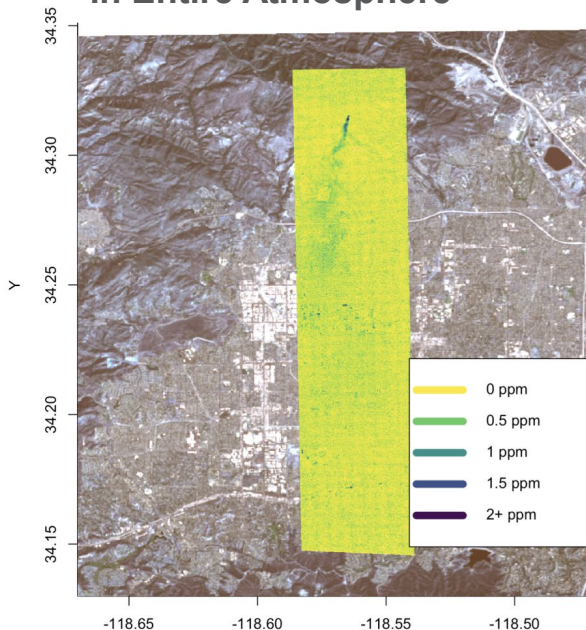 in Entire Atmosphere
34.35
34.30
34.25
Y
34.20
34.15
0 ppm
0.5 ppm
1 ppm
1.5 ppm
2+ ppm
-118.65
-118.60
-118.55
-118.50